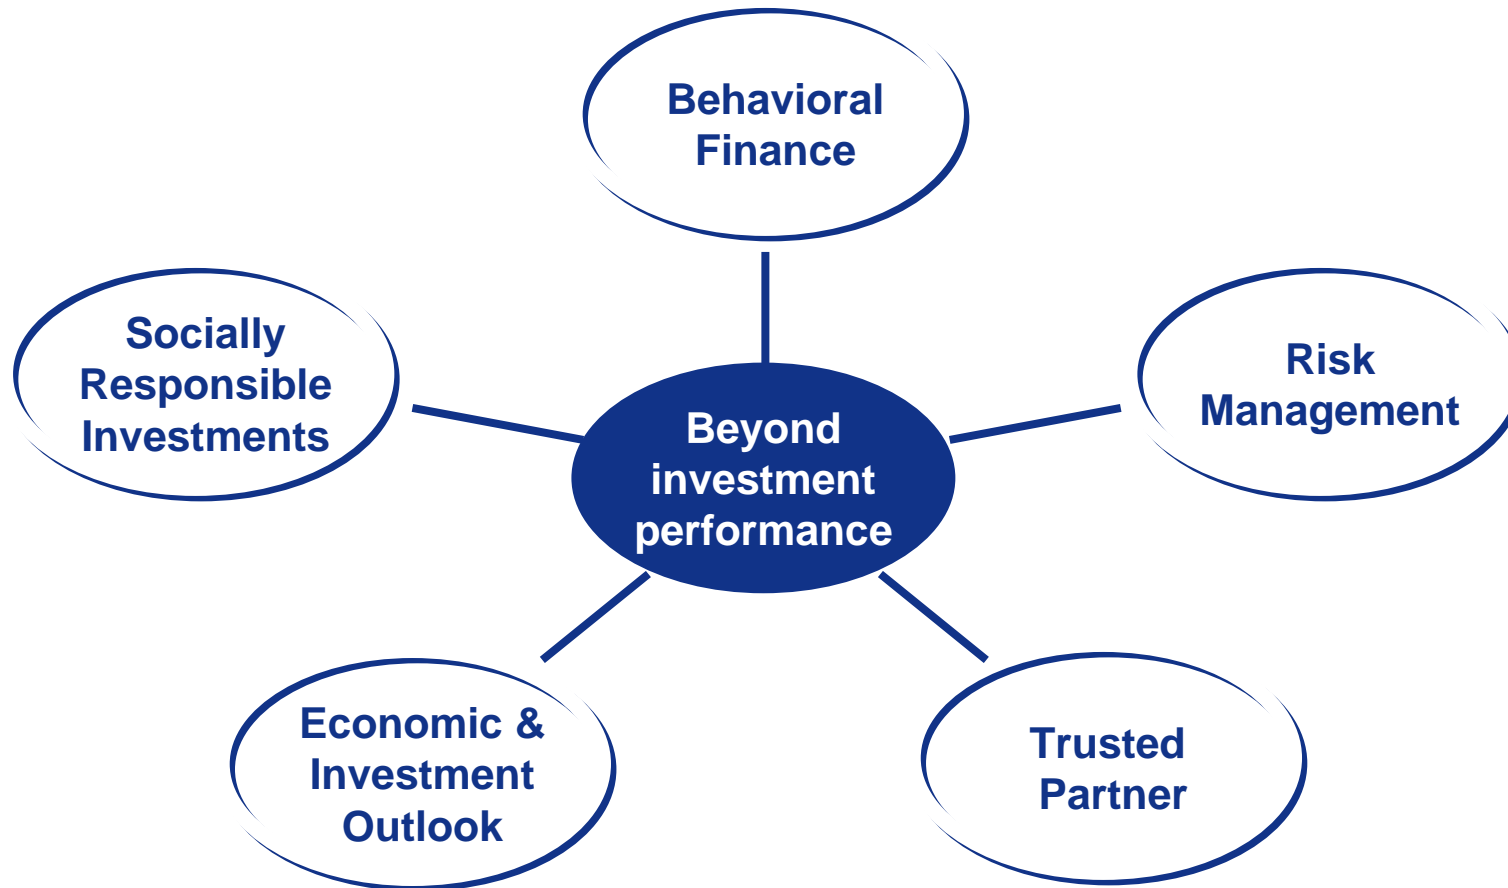 Behavioral
Finance
Socially
Responsible
Investments
Risk
Management
Beyond
investment
performance
Economic &
Investment
Outlook
Trusted
Partner